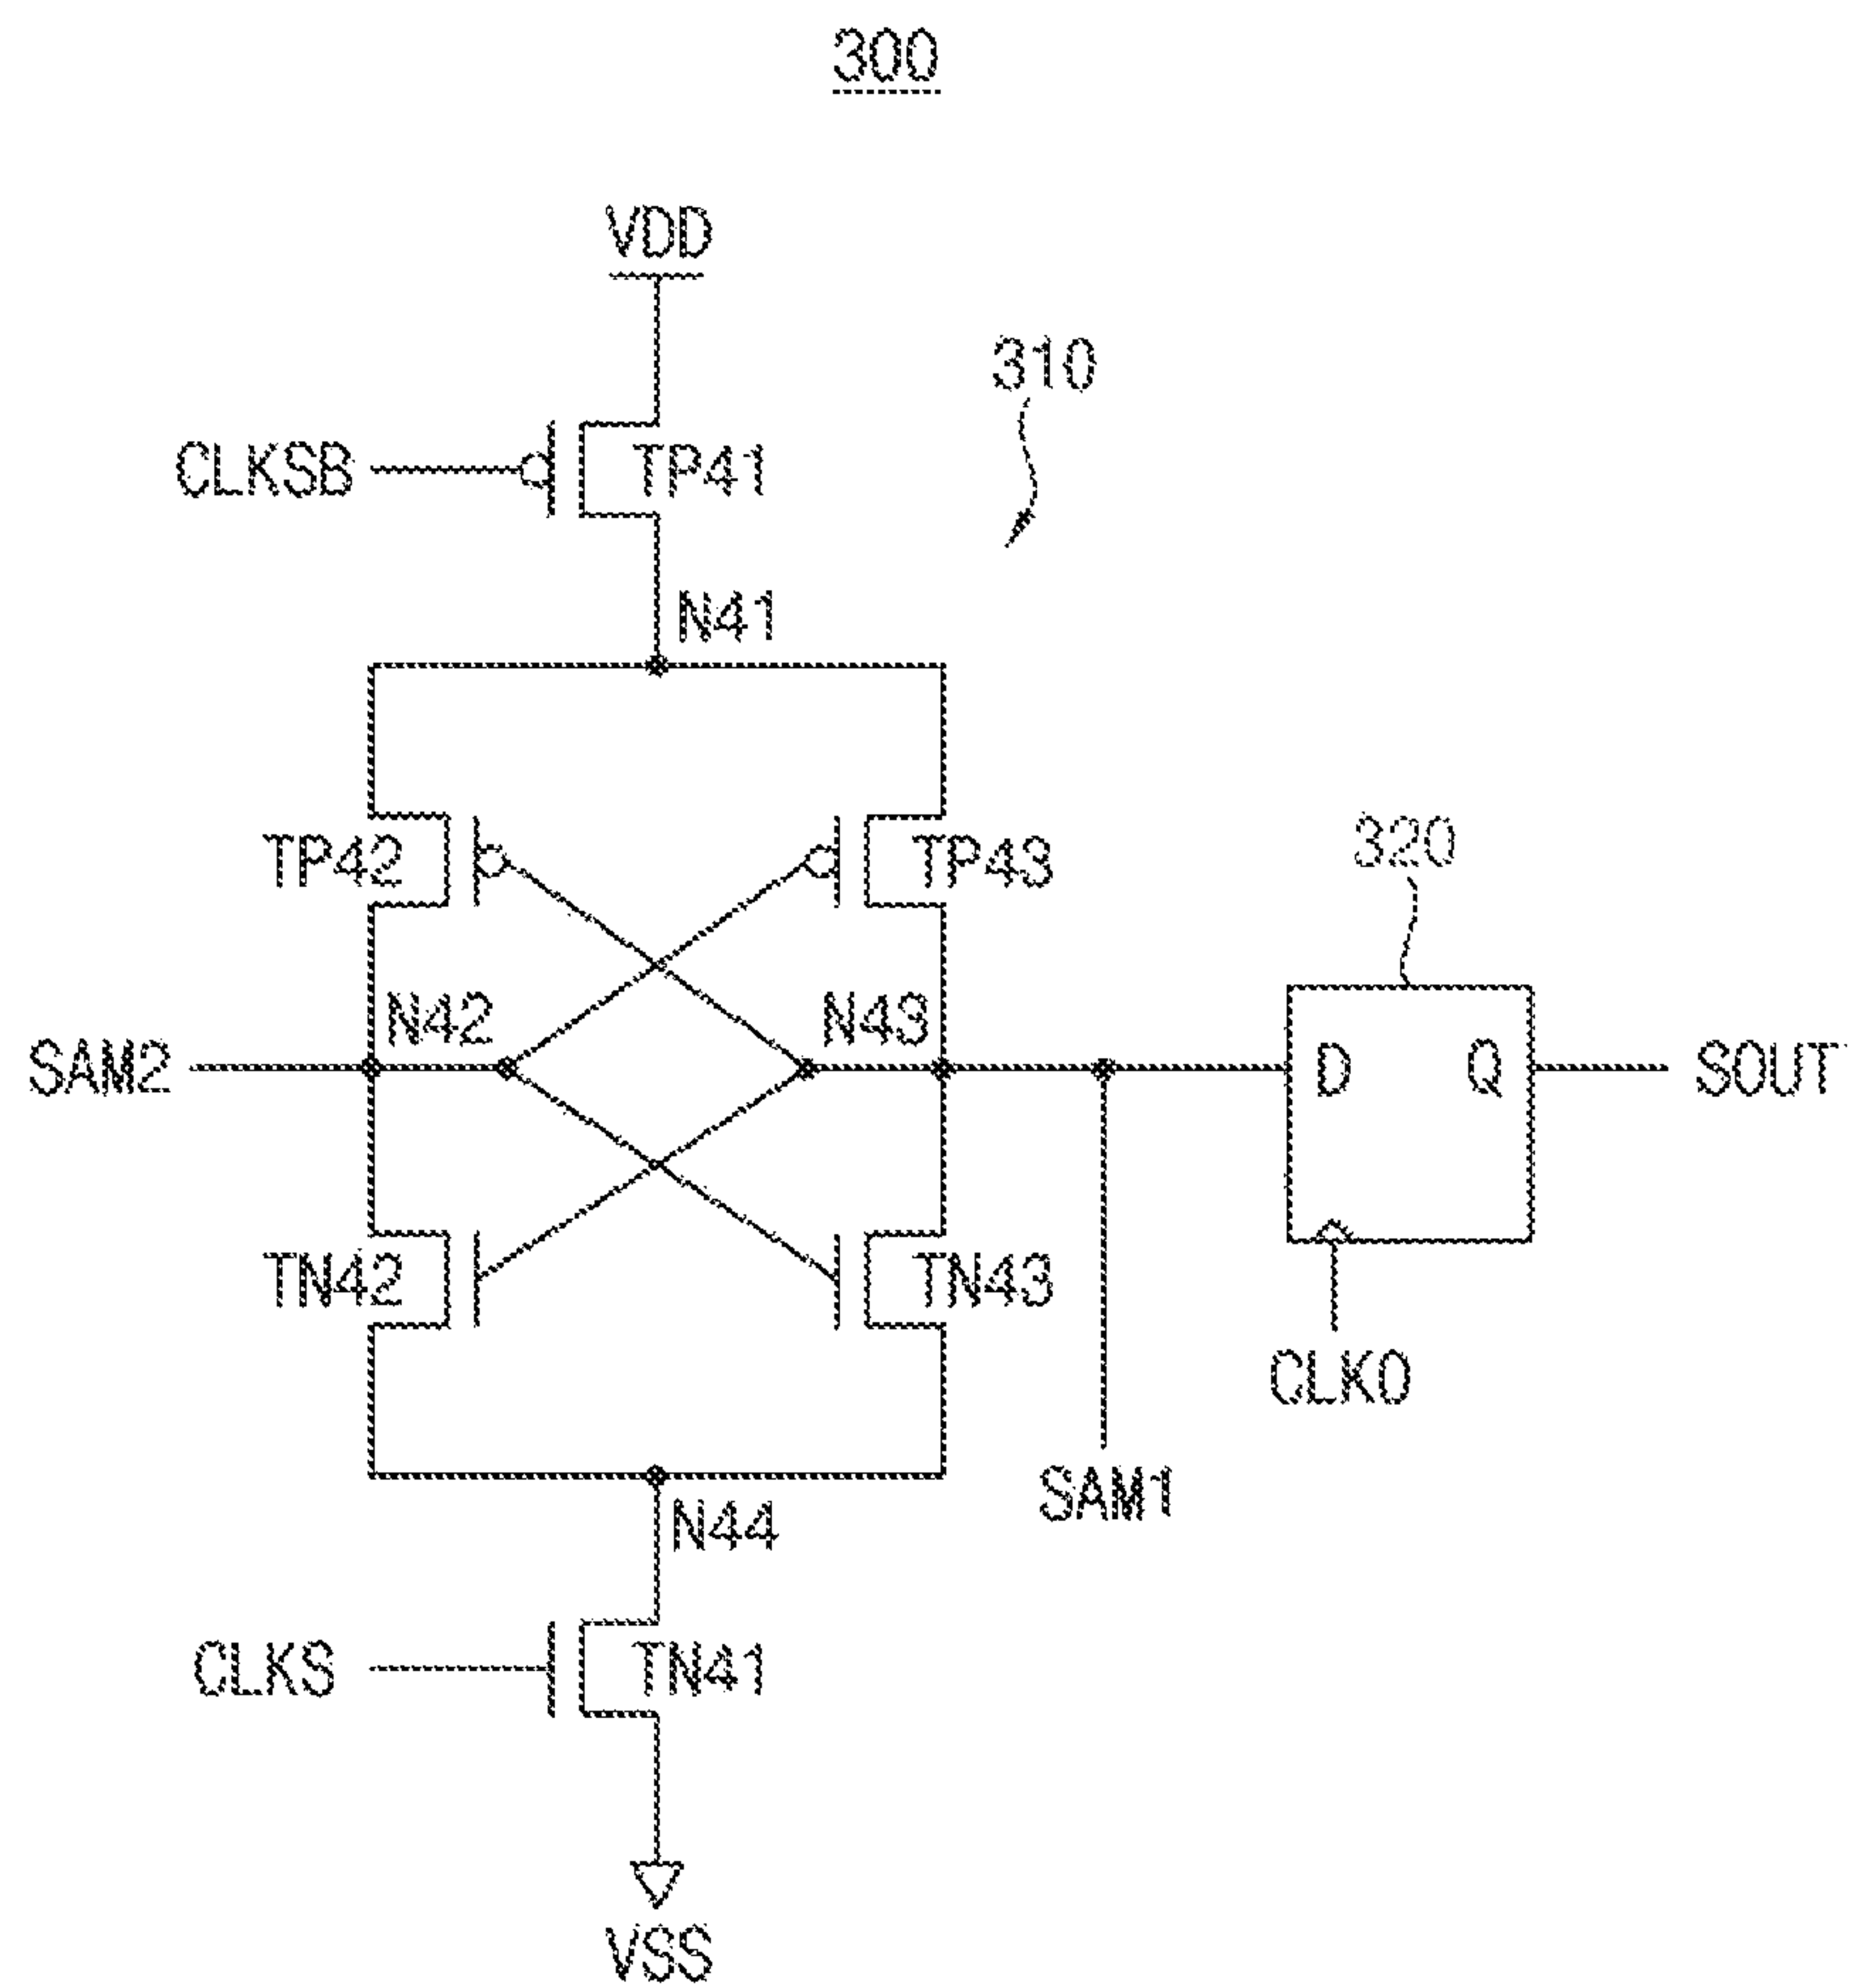 300
VDD
310
CLKSB
TP41
N41
TP42
TP43
320
N42
N43
SAM2
D
Q
SOUT
TN42
TN43
CLKO
SAM1
N44
CLKS
TN41
VSS